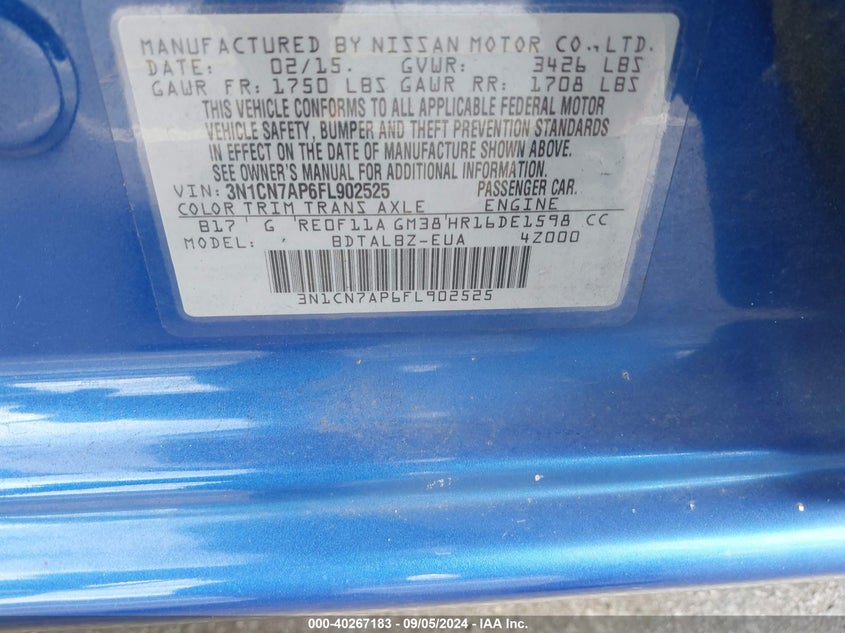 MANUFACTURED BY NISSAN MOTOR CO.,LTD.
DATE: 02/15. GVWR: 3426 LBS
GAWR FR: 1750 LBS GAWR RR: 1708 LBS
THIS VEHICLE CONFORMS TO ALL APPLICABLE FEDERAL MOTOR
VEHICLE SAFETY, BUMPER AND THEFT PREVENTION STANDARDS
IN EFFECT ON THE DATE OF MANUFACTURE SHOWN ABOVE.
SEE OWNER'S MANUAL FOR ADDITIONAL INFORMATION.
VIN: 3N1CN7AP6FL902525 PASSENGER CAR.
COLOR TRIM TRANS AXLE ENGINE
B17 G RE0F11A GM38 HR16DE1598 CC
MODEL: BDTALBZ-EUA 4Z000
3N1CN7AP6FL902525
000-40267183 - 09/05/2024 - IAA Inc.